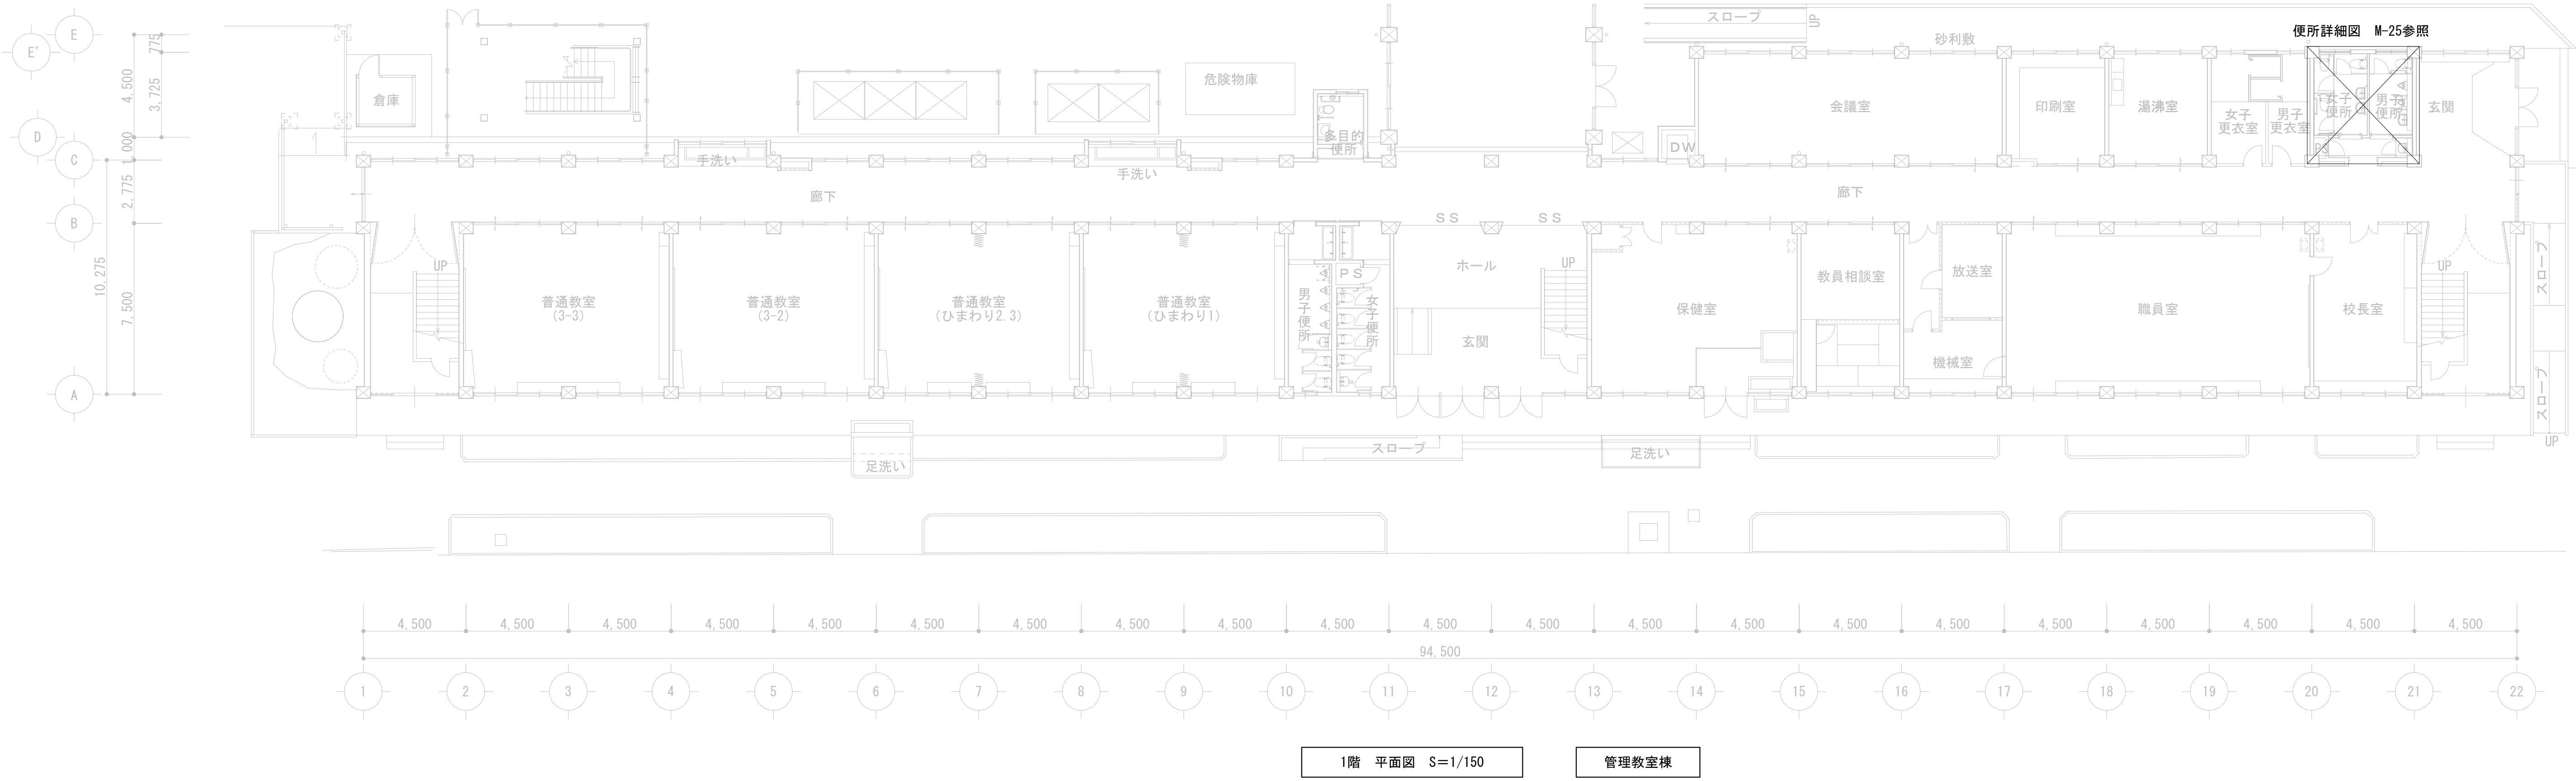 スロープ
UP
便所詳細図 M-25参照
砂利敷
E
E'
D
C
B
A
775
4,500
3,725
1,000
2,775
10,275
7,500
倉庫
危険物庫
多目的
便所
会議室
印刷室
湯沸室
女子
更衣室
男子
更衣室
女子
便所
男子
便所
玄関
PS
DW
手洗い
手洗い
廊下
廊下
SS
SS
UP
普通教室
(3-3)
普通教室
(3-2)
普通教室
(ひまわり2.3)
普通教室
(ひまわり1)
男子便所
PS
女子便所
ホール
UP
玄関
保健室
教員相談室
放送室
機械室
職員室
校長室
UP
スロープ
スロープ
UP
足洗い
スロープ
足洗い
4,500 4,500 4,500 4,500 4,500 4,500 4,500 4,500 4,500 4,500 4,500 4,500 4,500 4,500 4,500 4,500 4,500 4,500 4,500 4,500 4,500
94,500
1 2 3 4 5 6 7 8 9 10 11 12 13 14 15 16 17 18 19 20 21 22
1階 平面図 S=1/150
管理教室棟